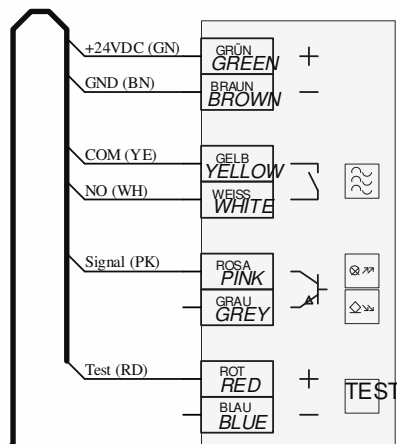 +24VDC (GN)
GRÜN
GREEN
+
GND (BN)
BRAUN
BROWN
−
COM (YE)
GELB
YELLOW
NO (WH)
WEISS
WHITE
Signal (PK)
ROSA
PINK
GRAU
GREY
Test (RD)
ROT
RED
+
TEST
BLAU
BLUE
−